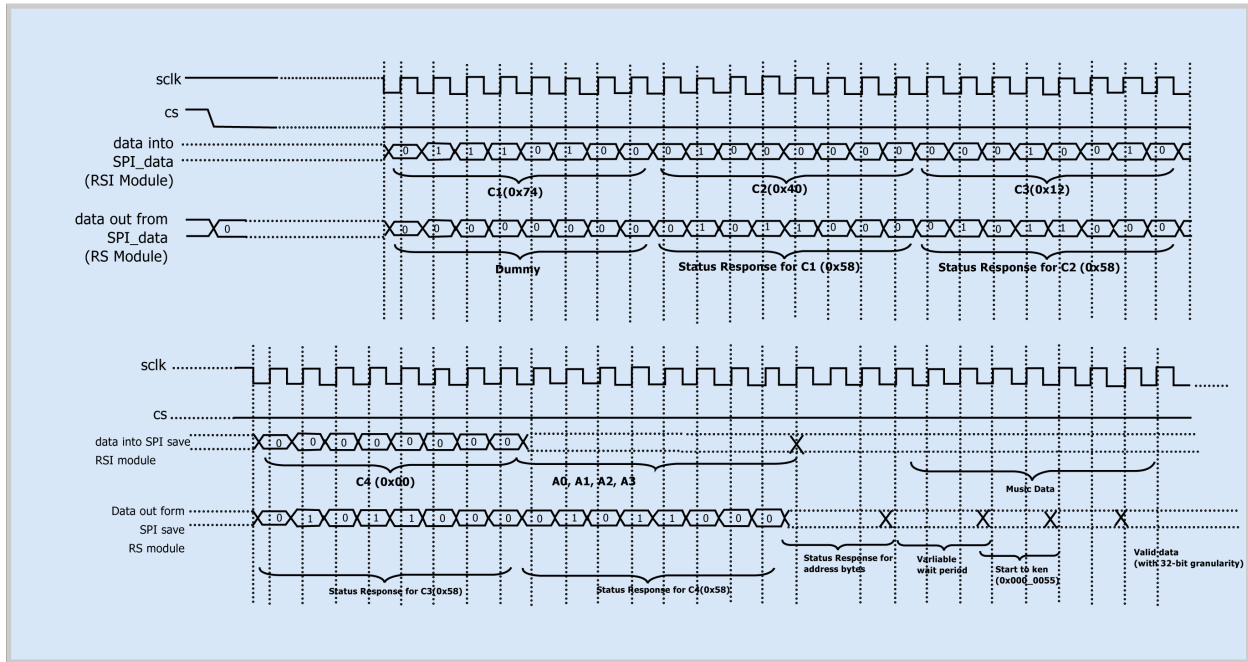 sclk
cs
data into
SPI_data
(RSI Module)
0 1 1 1 0 1 0 0 0 1 0 0 0 0 0 0 0 0 0 1 0 0 1 0
C1(0x74) C2(0x40) C3(0x12)
data out from
SPI_data
(RS Module)
0 0 0 0 0 0 0 0 0 0 1 0 1 1 0 0 0 0 1 0 1 1 0 0 0
Dummy Status Response for C1 (0x58) Status Response for C2 (0x58)
sclk
cs
data into SPI save
RSI module
0 0 0 0 0 0 0 0
C4 (0x00) A0, A1, A2, A3
Music Data
Data out form
SPI save
RS module
0 1 0 1 1 0 0 0 0 1 0 1 1 0 0 0
Status Response for C3(0x58) Status Response for C4(0x58)
Status Response for
address bytes
Varliable
wait period
Start to ken
(0x000_0055)
Valid data
(with 32-bit granularity)